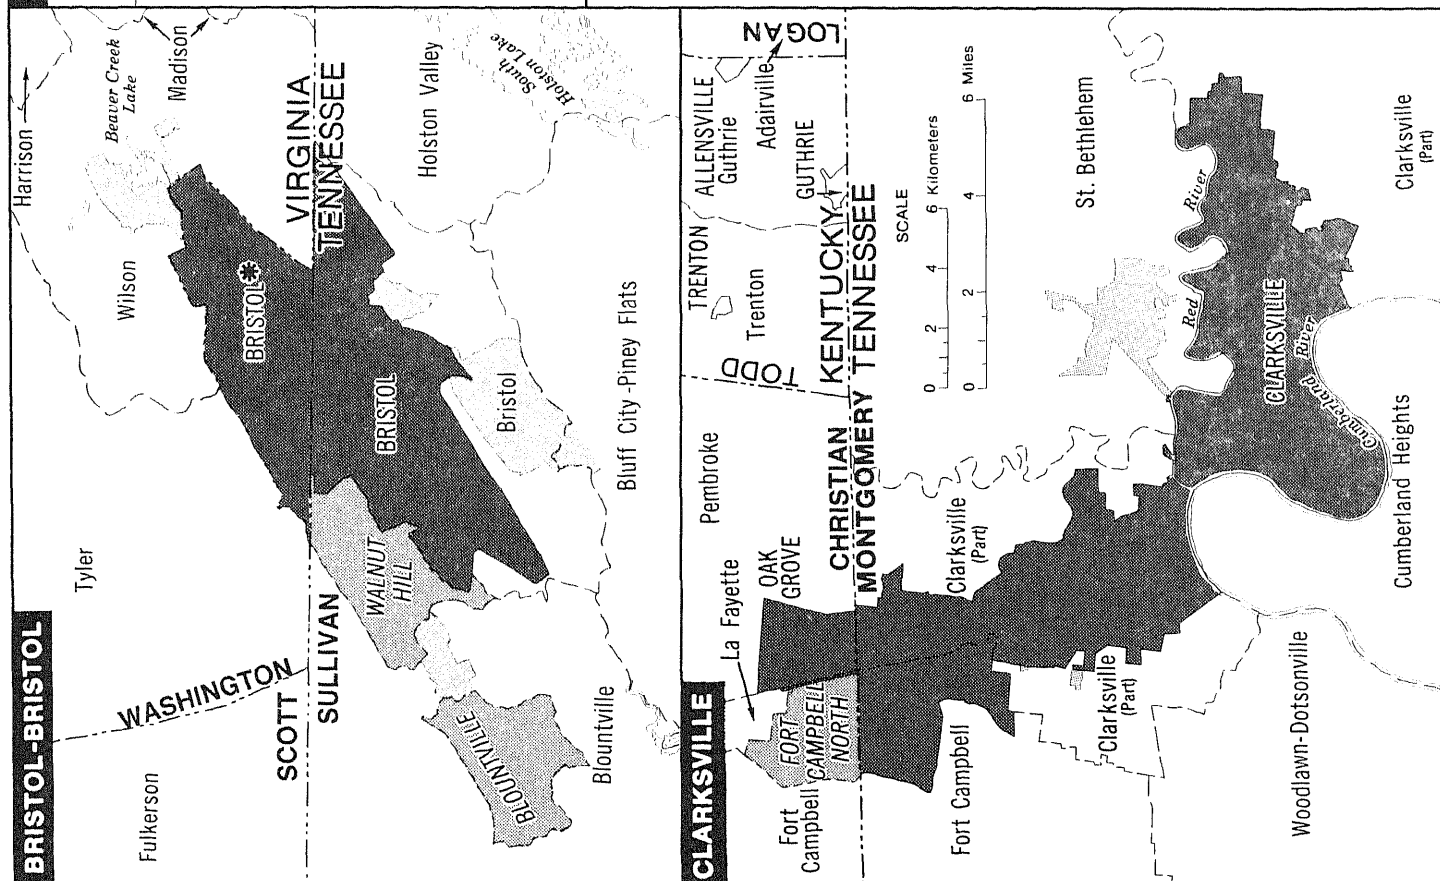 BRISTOL-BRISTOL
Harrison
Beaver Creek
Lake
Madison
Wilson
Tyler
Fulkerson
WASHINGTON
SCOTT
VIRGINIA
TENNESSEE
SULLIVAN
BRISTOL*
BRISTOL
Bristol
WALNUT
HILL
BLOUNTVILLE
Blountville
Holston Valley
South
Holston Lake
Bluff City-Piney Flats
CLARKSVILLE
LOGAN
ALLENSVILLE
Guthrie
Adairville
GUTHRIE
TRENTON
Trenton
TODD
Pembroke
La Fayette
OAK
GROVE
CHRISTIAN
KENTUCKY
MONTGOMERY
TENNESSEE
FORT
CAMPBELL
NORTH
Fort
Campbell
Fort Campbell
Clarksville
(Part)
Clarksville
(Part)
Clarksville
(Part)
SCALE
0 2 4 6 Kilometers
0 2 4 6 Miles
St. Bethlehem
Red
River
CLARKSVILLE
Cumberland
River
Cumberland Heights
Woodlawn-Dotsonville